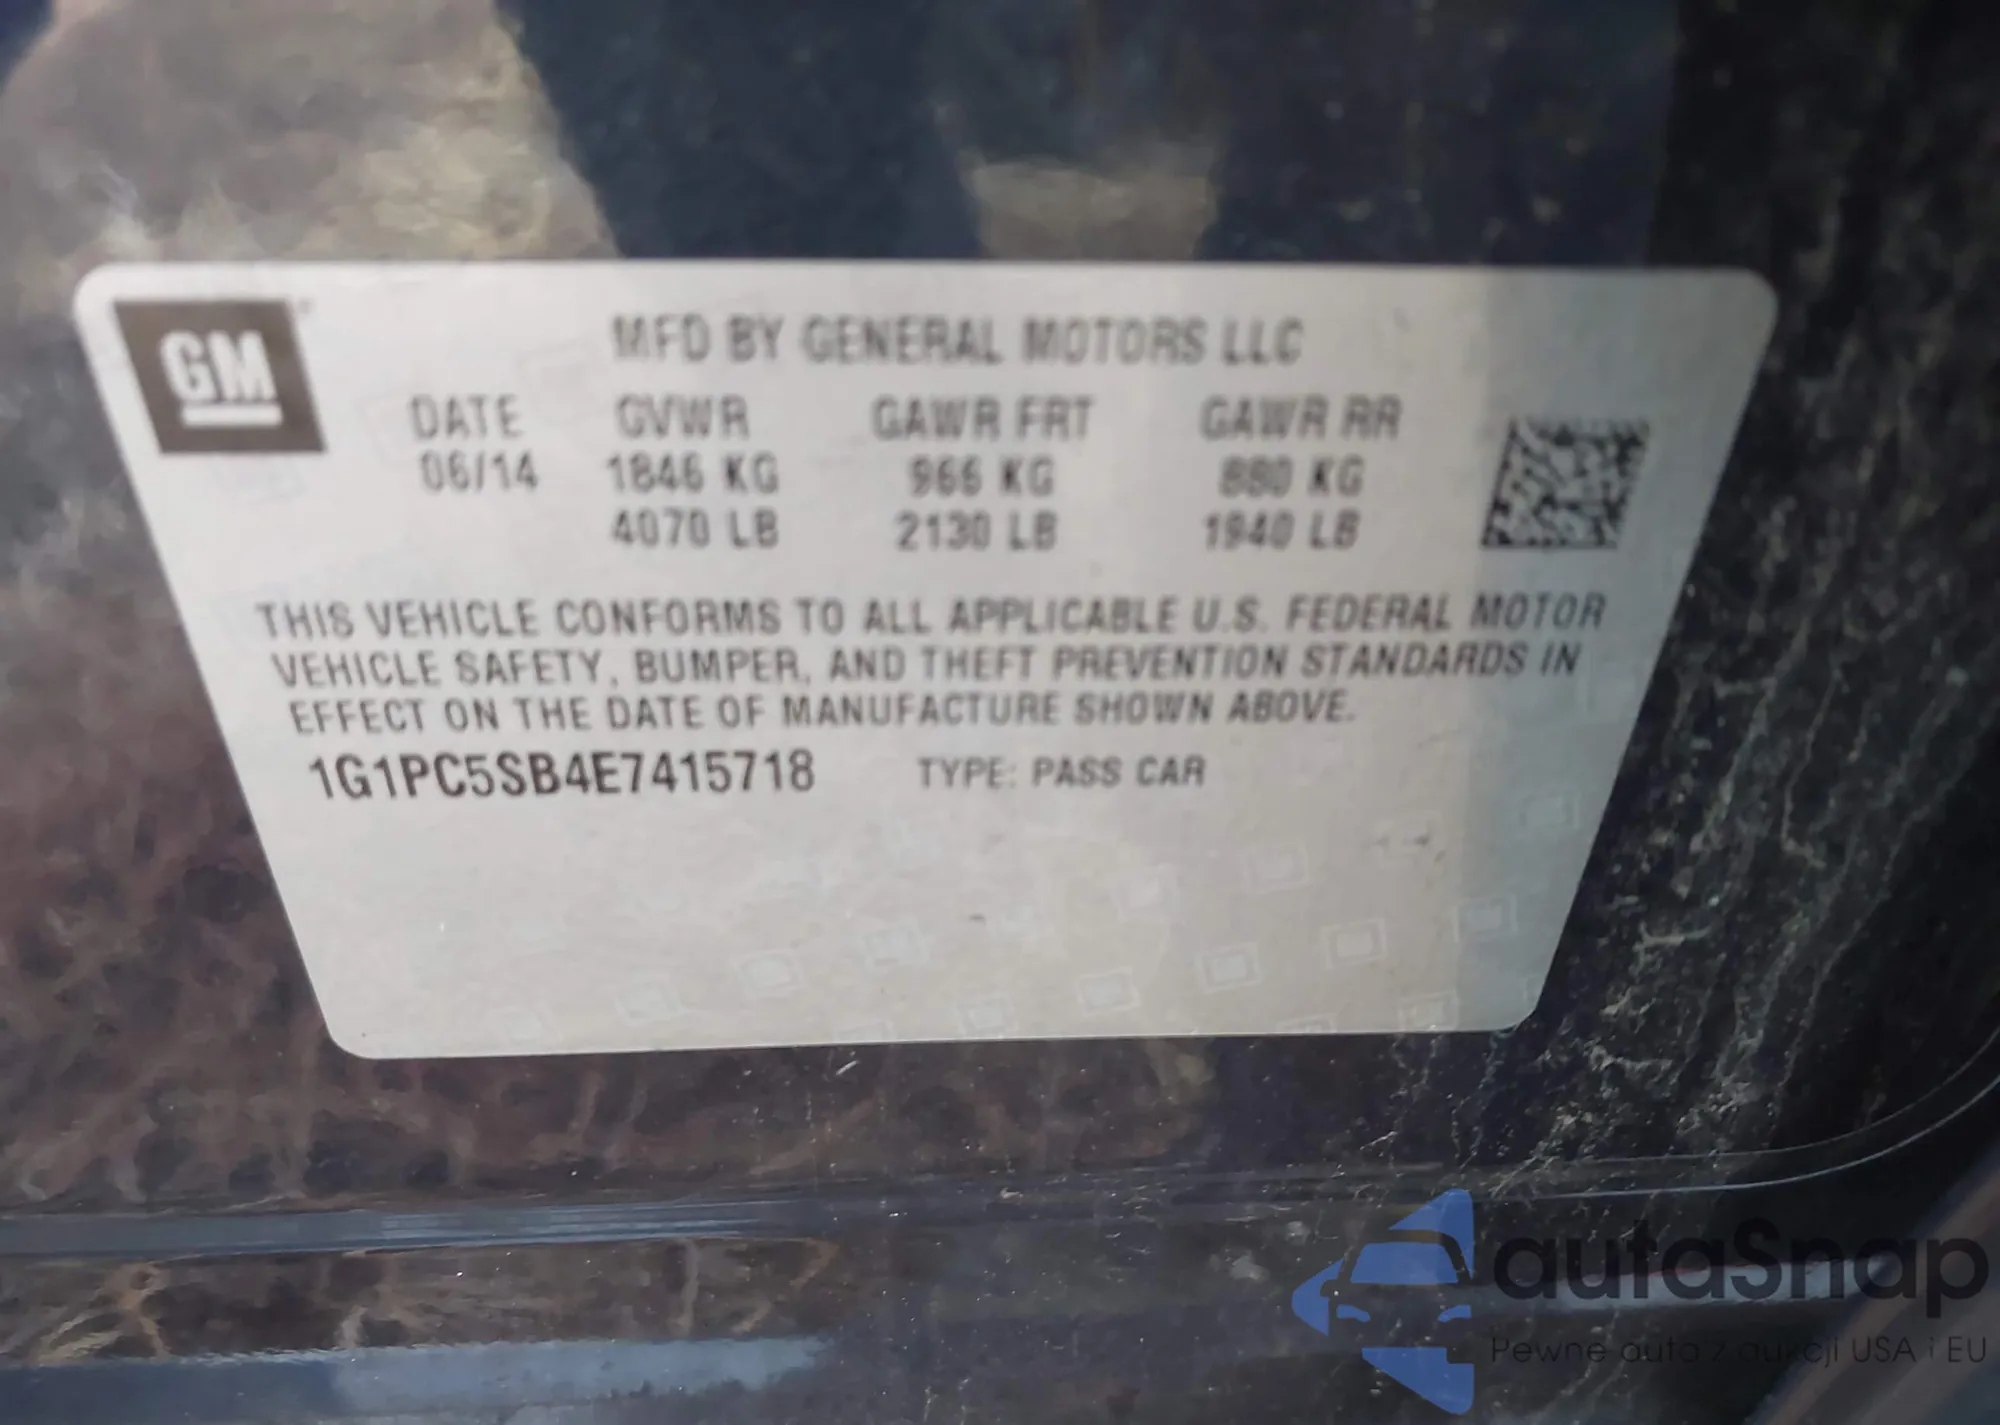 GM
MFD BY GENERAL MOTORS LLC
DATE GVWR GAWR FRT GAWR RR
06/14 1846 KG 966 KG 880 KG
4070 LB 2130 LB 1940 LB
THIS VEHICLE CONFORMS TO ALL APPLICABLE U.S. FEDERAL MOTOR
VEHICLE SAFETY, BUMPER, AND THEFT PREVENTION STANDARDS IN
EFFECT ON THE DATE OF MANUFACTURE SHOWN ABOVE.
1G1PC5SB4E7415718 TYPE: PASS CAR
autaSnap
Pewne auta z aukcji USA i EU